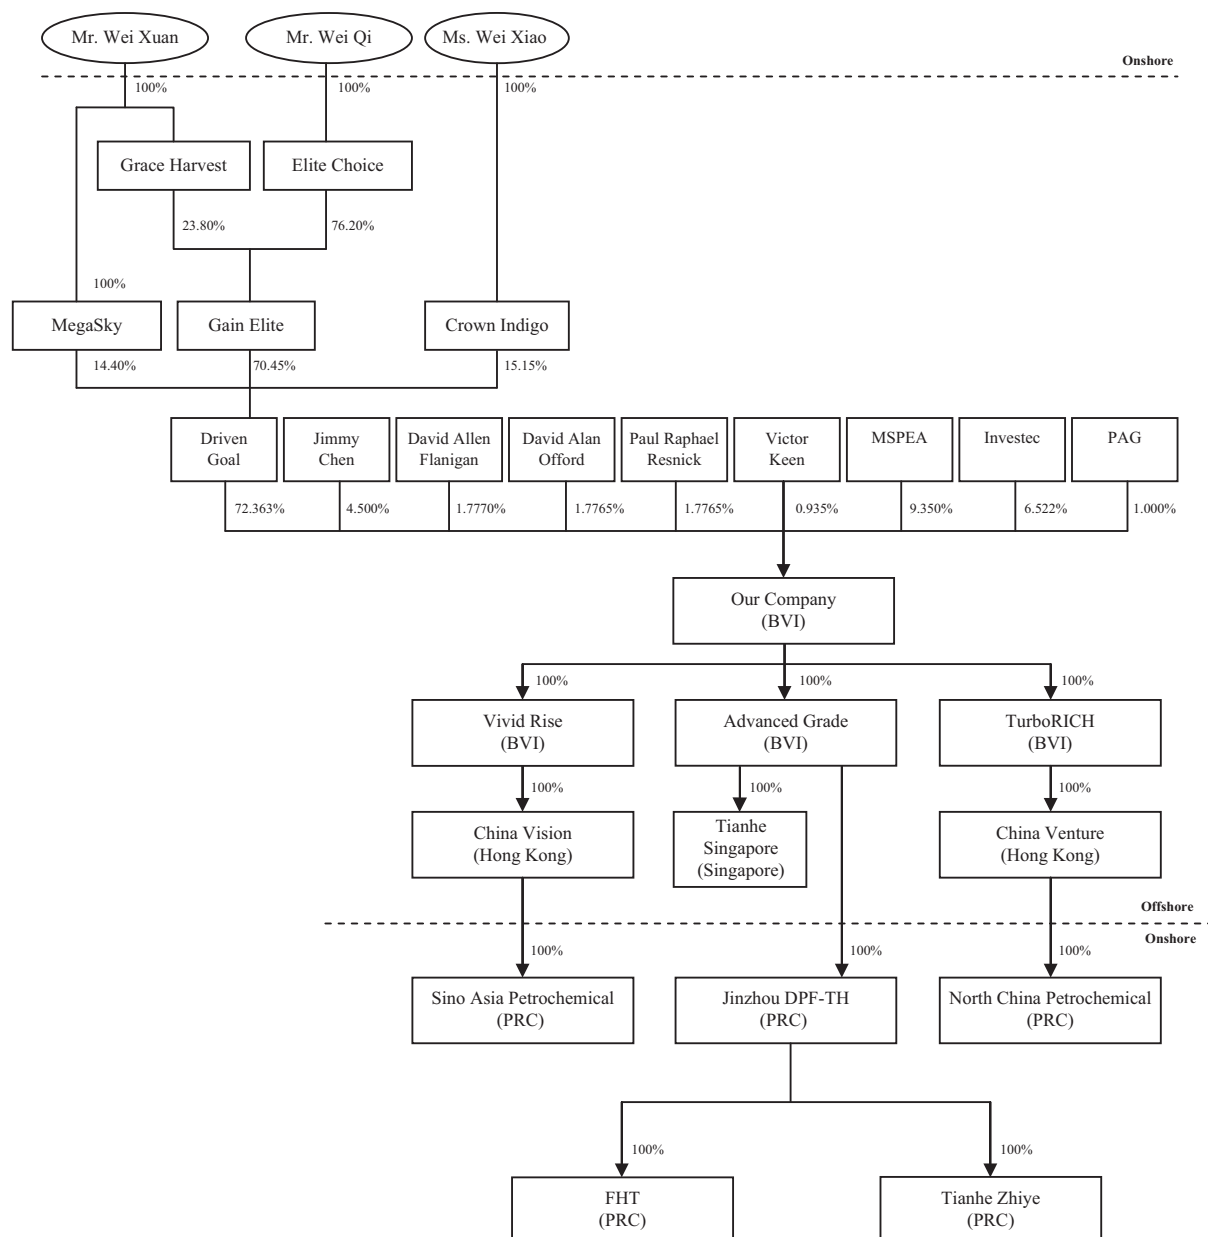 Mr. Wei Xuan
Mr. Wei Qi
Ms. Wei Xiao
Onshore
100%
100%
100%
Grace Harvest
Elite Choice
23.80%
76.20%
100%
MegaSky
Gain Elite
Crown Indigo
14.40%
70.45%
15.15%
Driven
Goal
Jimmy
Chen
David Allen
Flanigan
David Alan
Offord
Paul Raphael
Resnick
Victor
Keen
MSPEA
Investec
PAG
72.363%
4.500%
1.7770%
1.7765%
1.7765%
0.935%
9.350%
6.522%
1.000%
Our Company
(BVI)
100%
100%
100%
Vivid Rise
(BVI)
Advanced Grade
(BVI)
TurboRICH
(BVI)
100%
100%
100%
China Vision
(Hong Kong)
Tianhe
Singapore
(Singapore)
China Venture
(Hong Kong)
Offshore
Onshore
100%
100%
100%
Sino Asia Petrochemical
(PRC)
Jinzhou DPF-TH
(PRC)
North China Petrochemical
(PRC)
100%
100%
FHT
(PRC)
Tianhe Zhiye
(PRC)